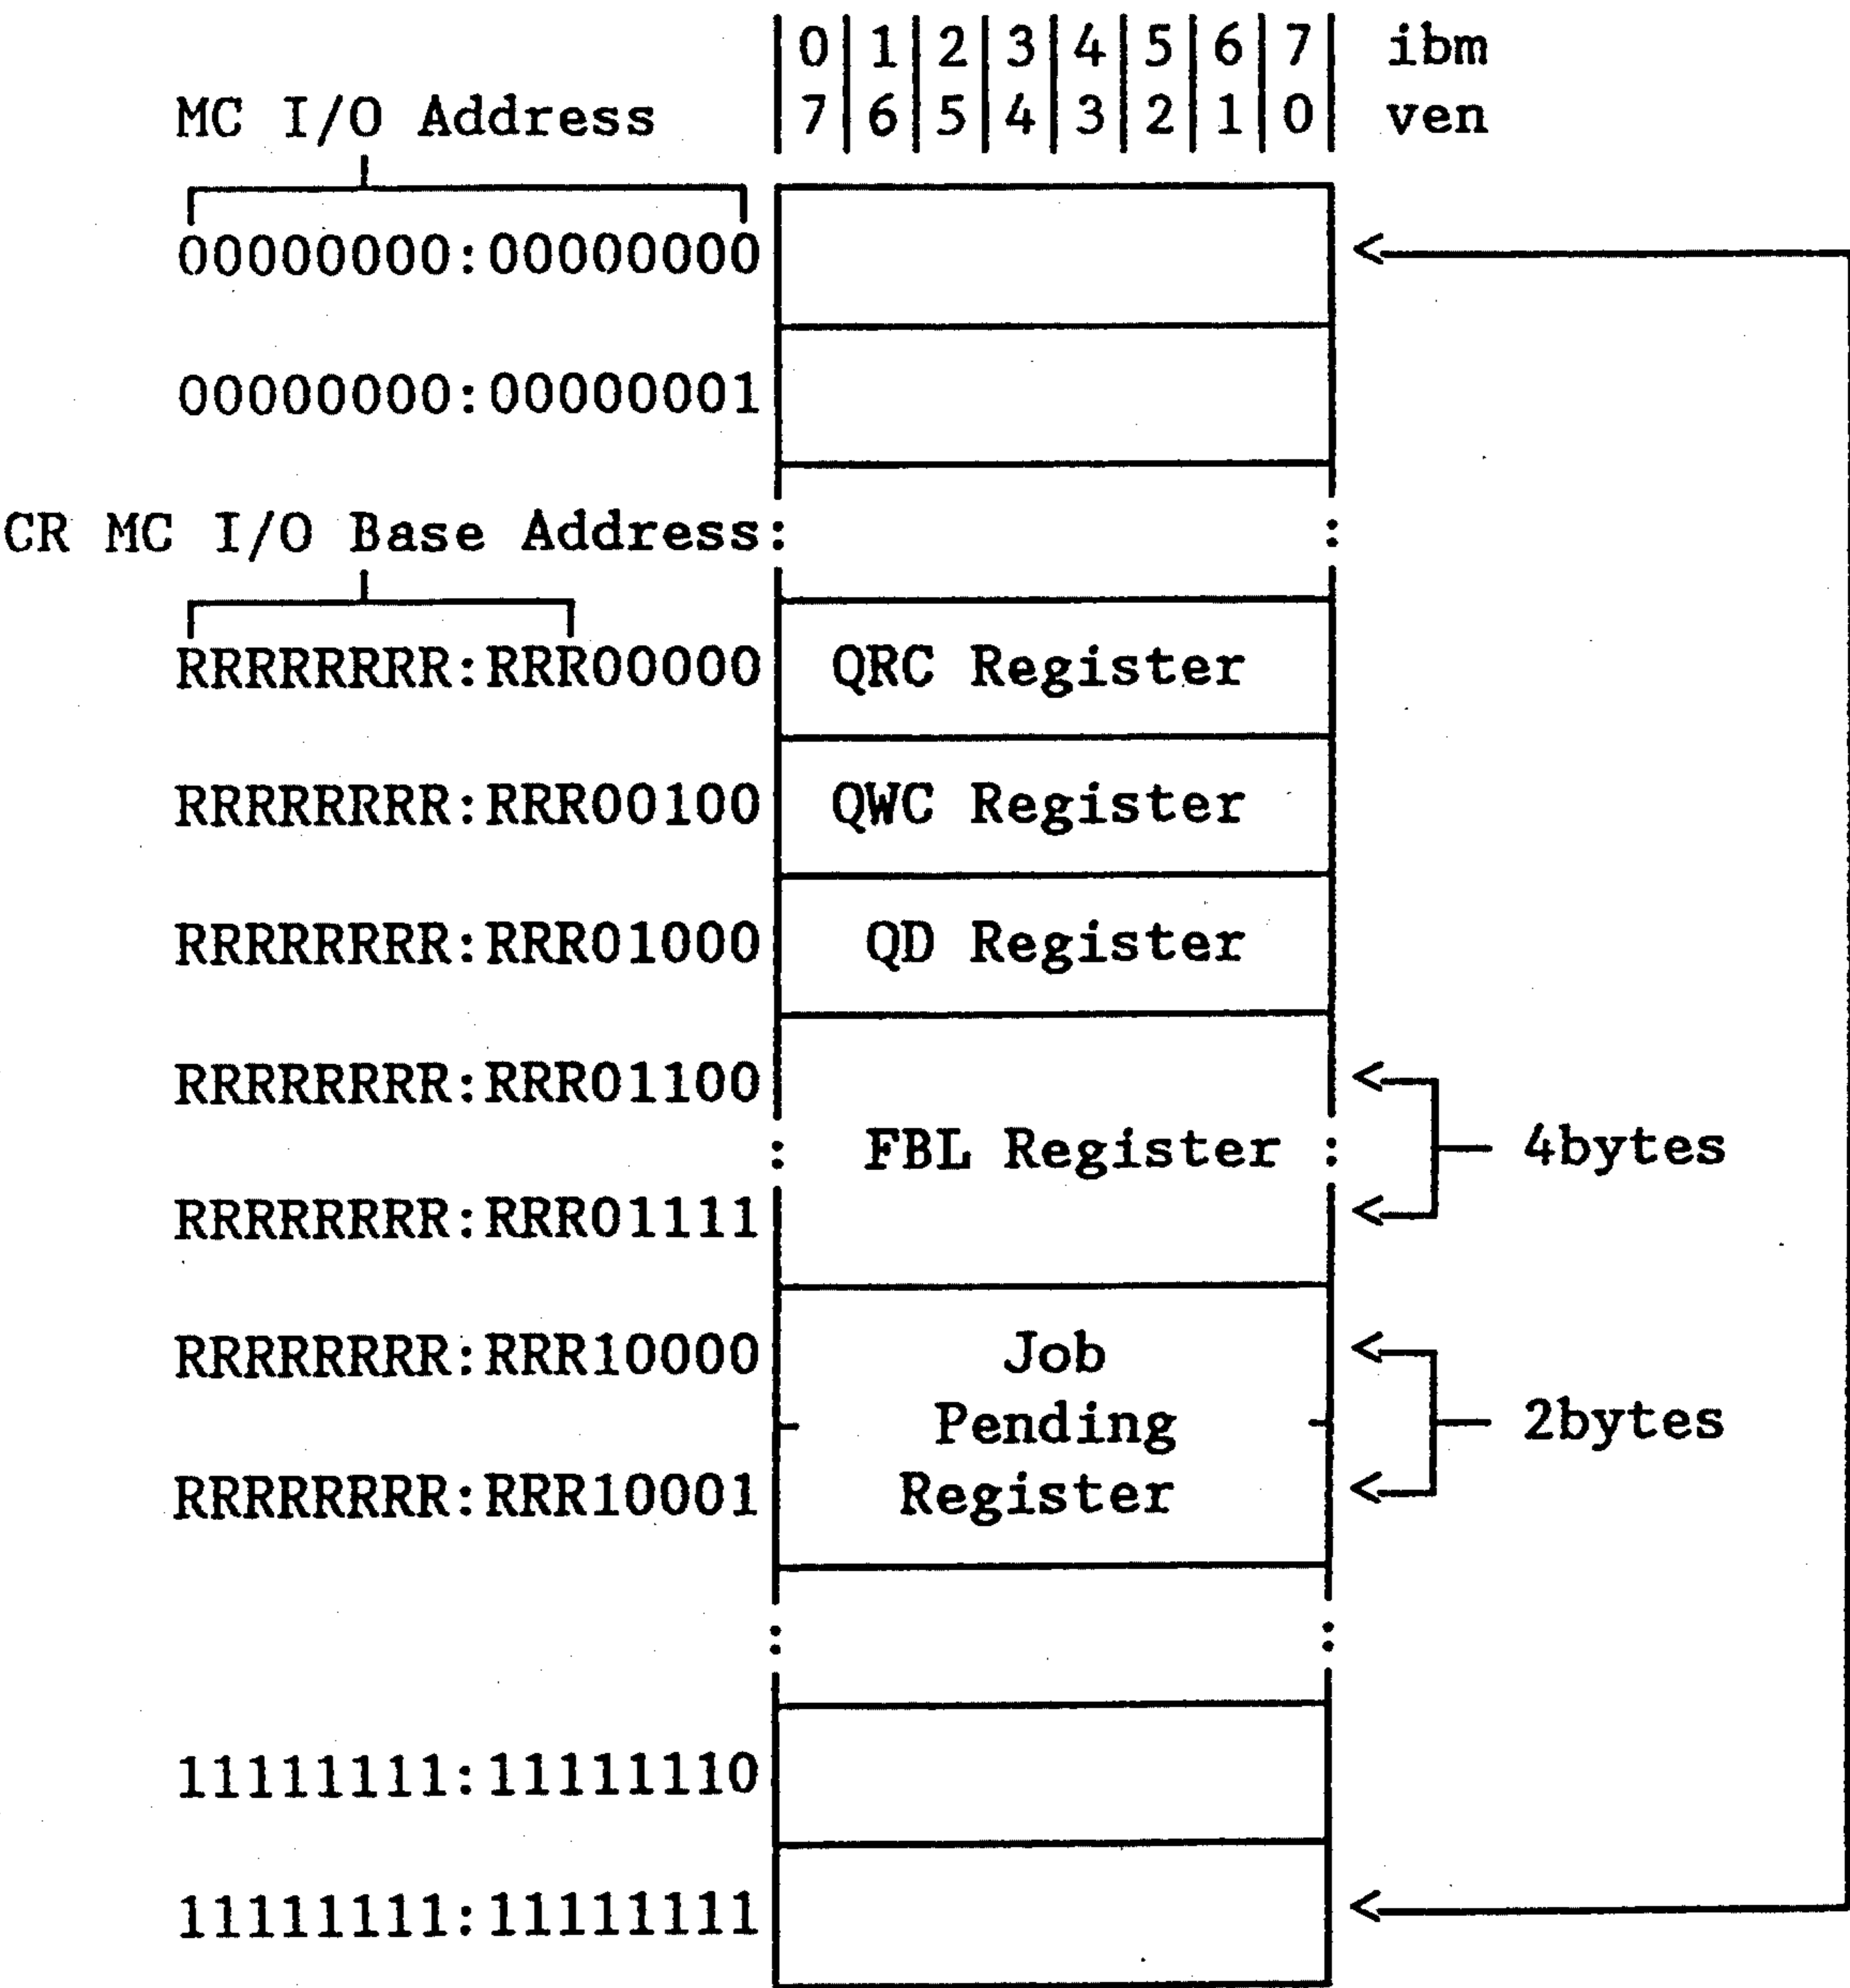 0 1 2 3 4 5 6 7 ibm
MC I/O Address 7 6 5 4 3 2 1 0 ven
00000000:00000000 <
00000000:00000001
CR MC I/O Base Address: :
RRRRRRRR:RRR00000 QRC Register
RRRRRRRR:RRR00100 QWC Register
RRRRRRRR:RRR01000 QD Register
RRRRRRRR:RRR01100 <
: FBL Register : 4bytes
RRRRRRRR:RRR01111 <
RRRRRRRR:RRR10000 Job <
Pending 2bytes
RRRRRRRR:RRR10001 Register <
: :
11111111:11111110
11111111:11111111 <